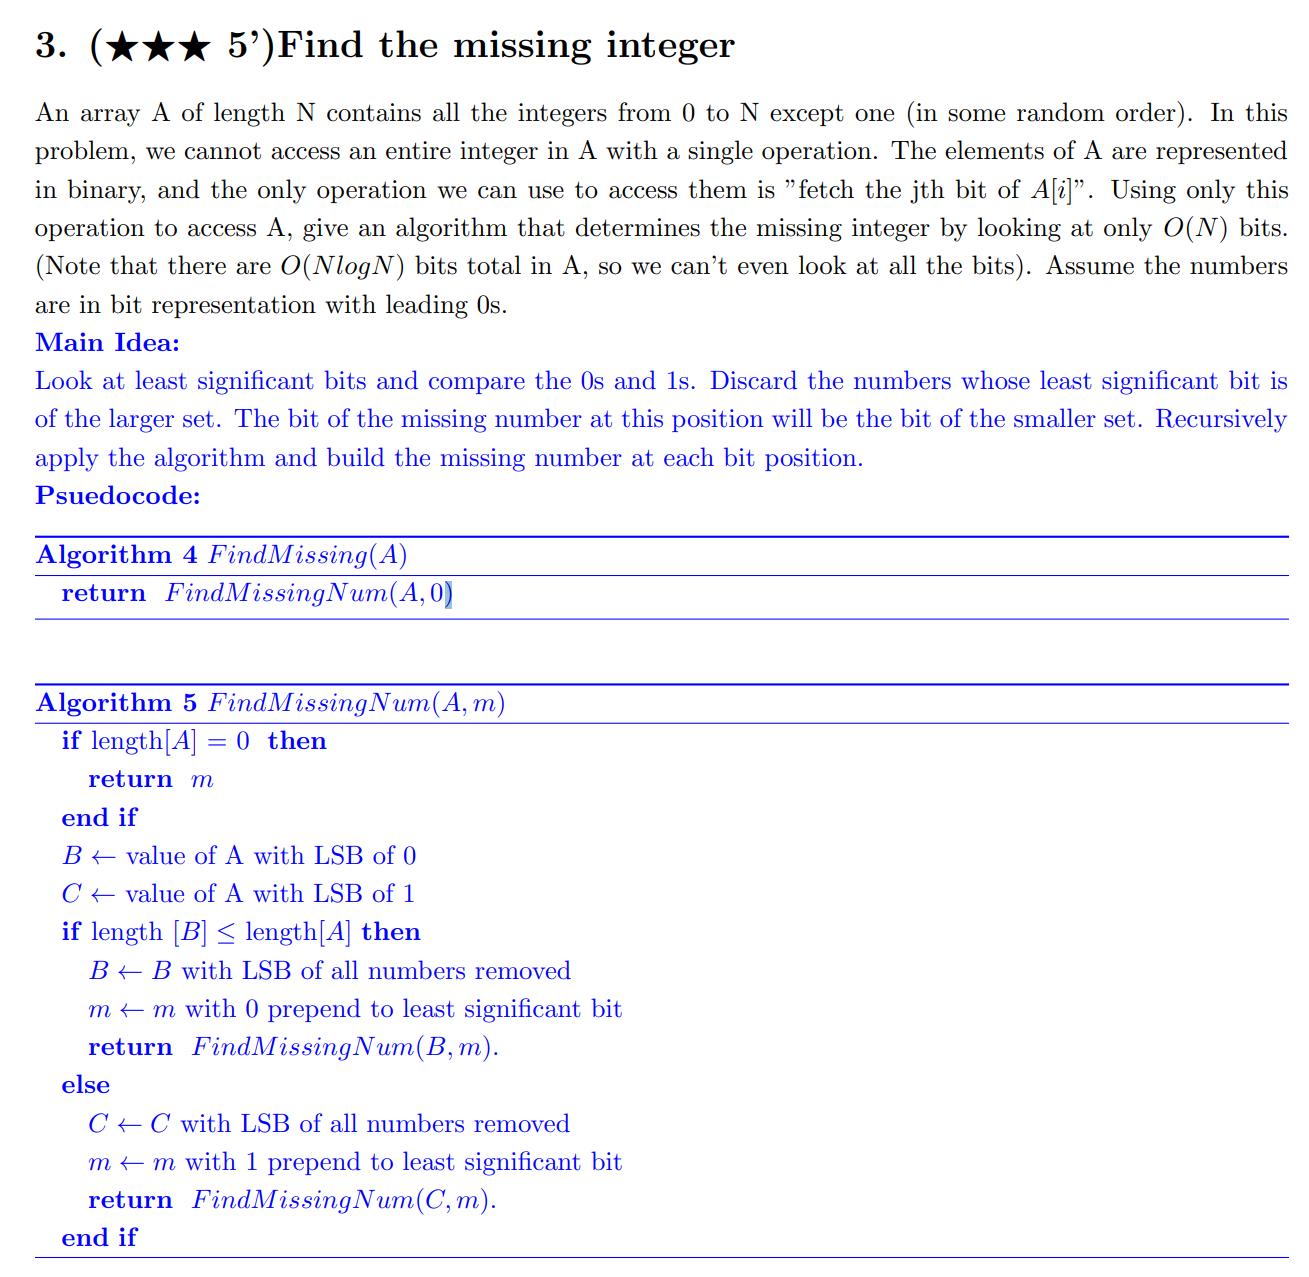 3. (★★★ 5’)Find the missing integer
An array A of length N contains all the integers from 0 to N except one (in some random order). In this
problem, we cannot access an entire integer in A with a single operation. The elements of A are represented
in binary, and the only operation we can use to access them is ”fetch the jth bit of A[i]”. Using only this
operation to access A, give an algorithm that determines the missing integer by looking at only O(N) bits.
(Note that there are O(NlogN) bits total in A, so we can’t even look at all the bits). Assume the numbers
are in bit representation with leading 0s.
Main Idea:
Look at least significant bits and compare the 0s and 1s. Discard the numbers whose least significant bit is
of the larger set. The bit of the missing number at this position will be the bit of the smaller set. Recursively
apply the algorithm and build the missing number at each bit position.
Psuedocode:
Algorithm 4 FindMissing(A)
return FindMissingNum(A, 0)
Algorithm 5 FindMissingNum(A, m)
if length[A] = 0 then
return m
end if
B ← value of A with LSB of 0
C ← value of A with LSB of 1
if length [B] ≤ length[A] then
B ← B with LSB of all numbers removed
m ← m with 0 prepend to least significant bit
return FindMissingNum(B, m).
else
C ← C with LSB of all numbers removed
m ← m with 1 prepend to least significant bit
return FindMissingNum(C, m).
end if